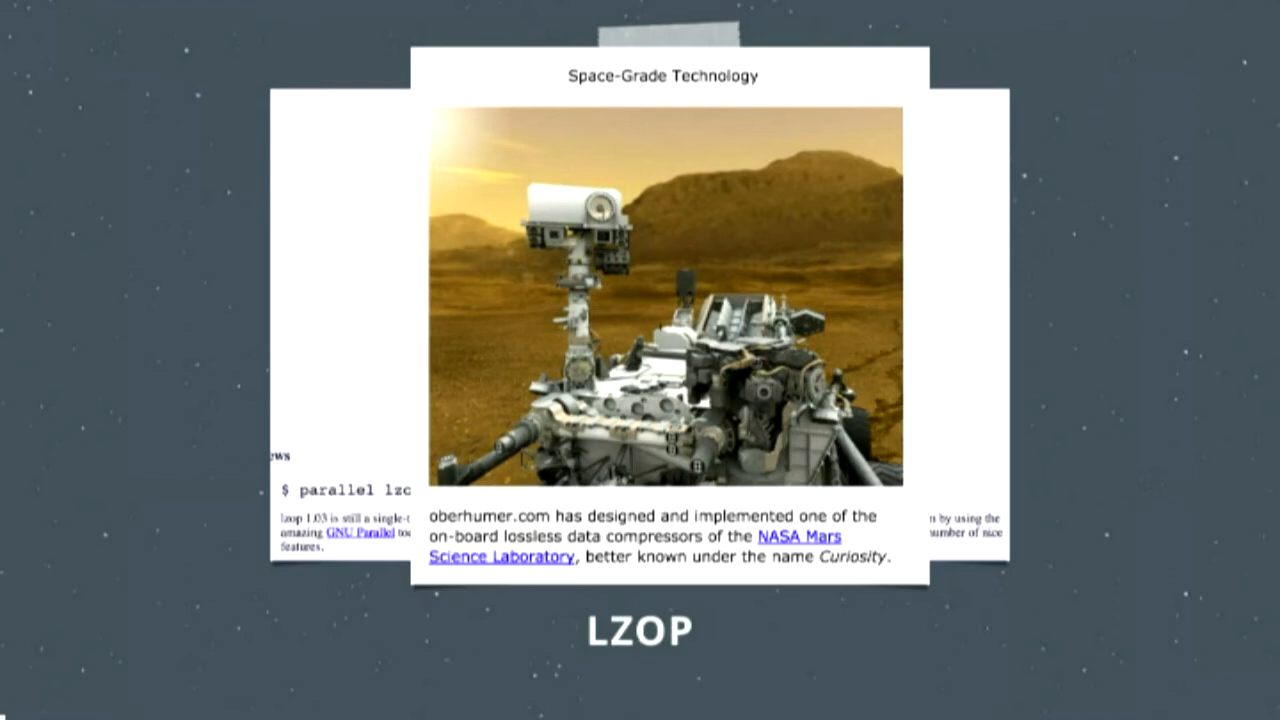 Space-Grade Technology
$ parallel lzo
lzop 1.03 is still a single-t
amazing GNU Parallel
features.
by using the
number of nice
oberhumer.com has designed and implemented one of the
on-board lossless data compressors of the NASA Mars
Science Laboratory, better known under the name Curiosity.
LZOP